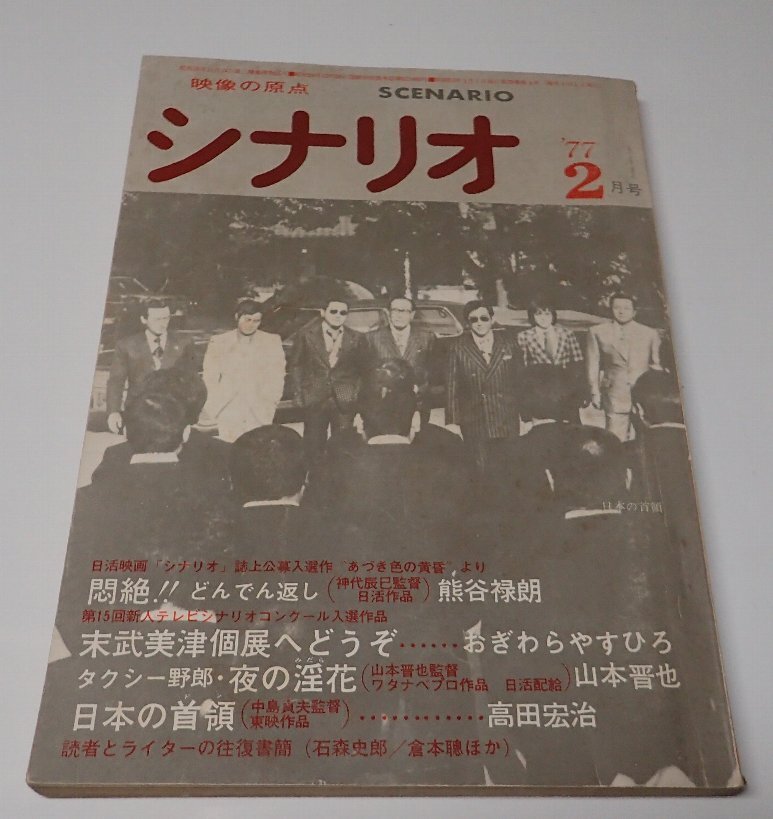 映像の原点
SCENARIO
シナリオ
'77
2月号
日本の首領
日活映画「シナリオ」誌上公募入選作“あづき色の黄昏”より
悶絶!!どんでん返し(神代辰巳監督 日活作品)熊谷禄朗
第15回新人テレビシナリオコンクール入選作品
末武美津個展へどうぞ……おぎわらやすひろ
タクシー野郎・夜の淫花(山本晋也監督 ワタナベプロ作品 日活配給)山本晋也
日本の首領(中島貞夫監督 東映作品)…………高田宏治
読者とライターの往復書簡(石森史郎/倉本聰ほか)